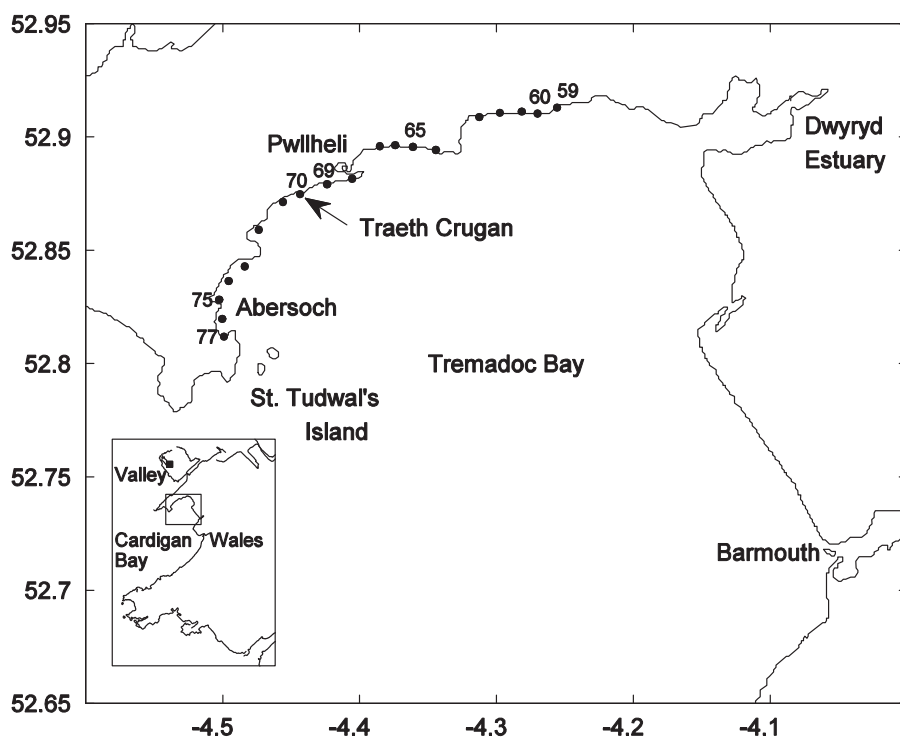 52.95
59
60
52.9
65
Dwyryd
Estuary
Pwllheli
69
70
52.85
Traeth Crugan
75
Abersoch
77
52.8
Tremadoc Bay
St. Tudwal's
Island
52.75
Valley
Cardigan
Bay
Wales
Barmouth
52.7
52.65
-4.5
-4.4
-4.3
-4.2
-4.1